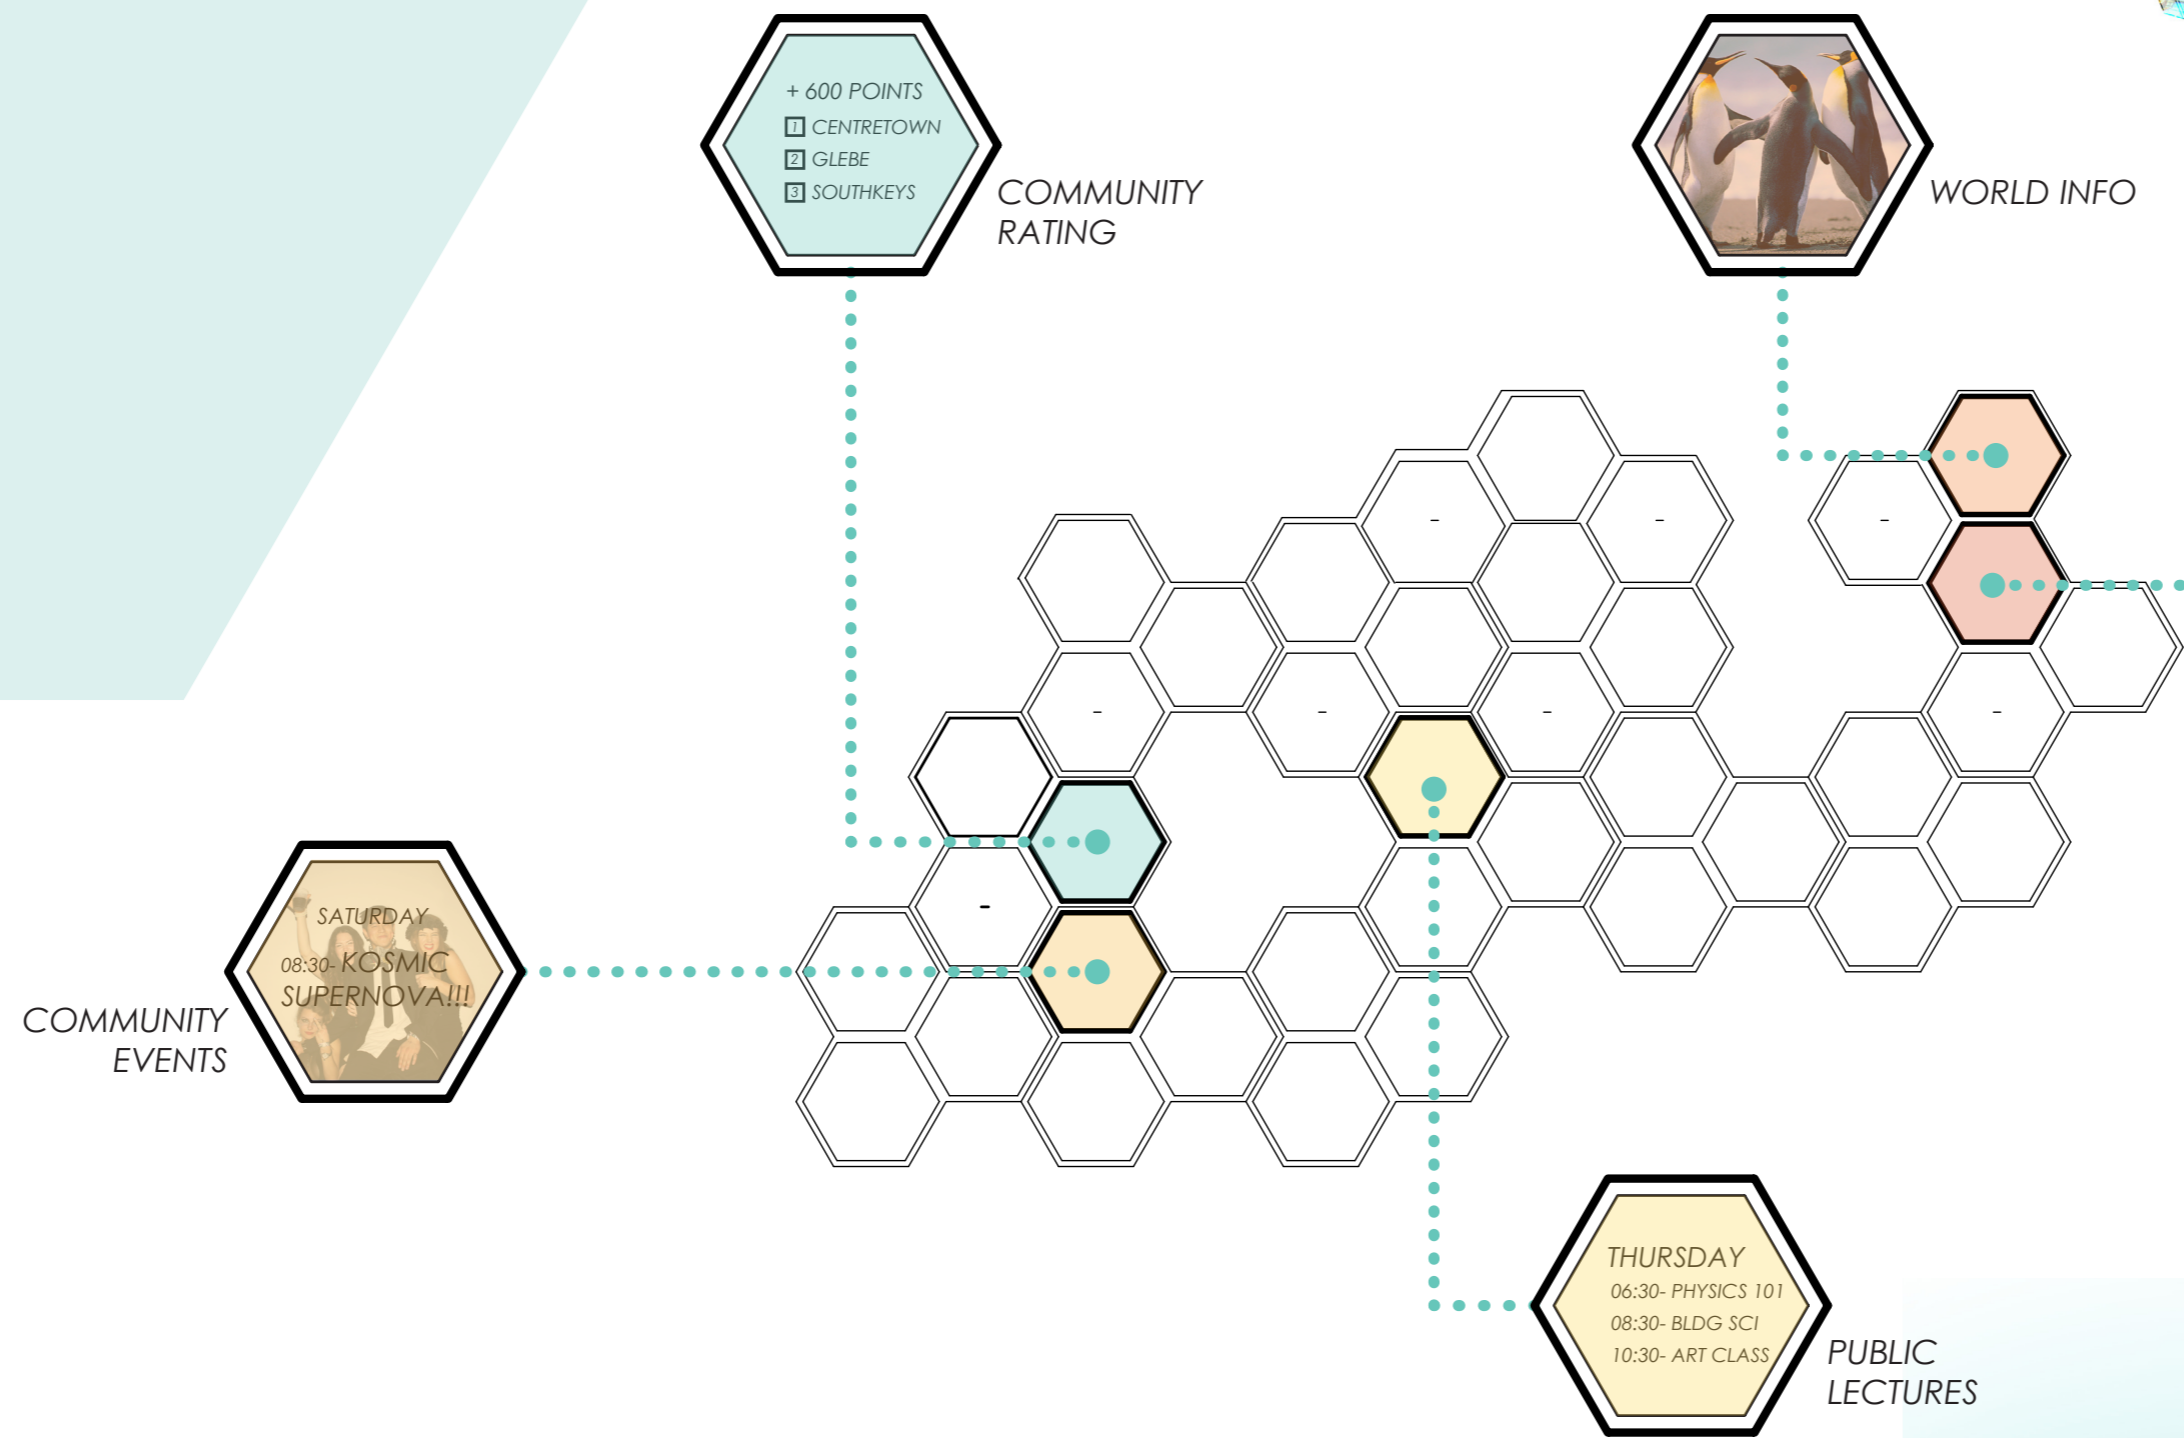 + 600 POINTS
1 CENTRETOWN
2 GLEBE
3 SOUTHKEYS
COMMUNITY
RATING
WORLD INFO
SATURDAY
08:30- KOSMIC
SUPERNOVA!!!
COMMUNITY
EVENTS
THURSDAY
06:30- PHYSICS 101
08:30- BLDG SCI
10:30- ART CLASS
PUBLIC
LECTURES